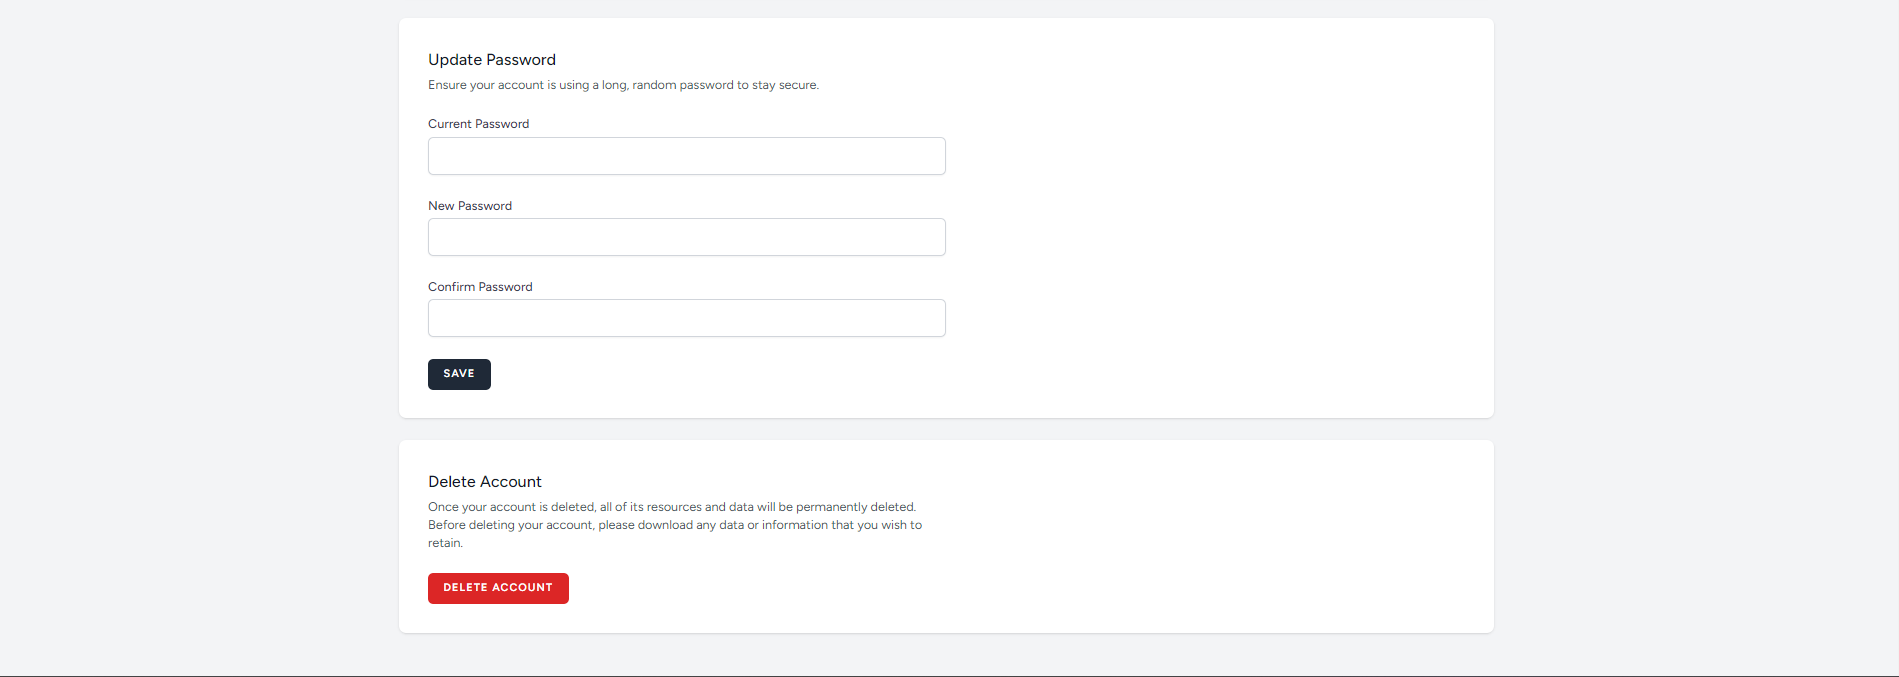 Update Password
Ensure your account is using a long, random password to stay secure.
Current Password
New Password
Confirm Password
SAVE
Delete Account
Once your account is deleted, all of its resources and data will be permanently deleted.
Before deleting your account, please download any data or information that you wish to
retain.
DELETE ACCOUNT